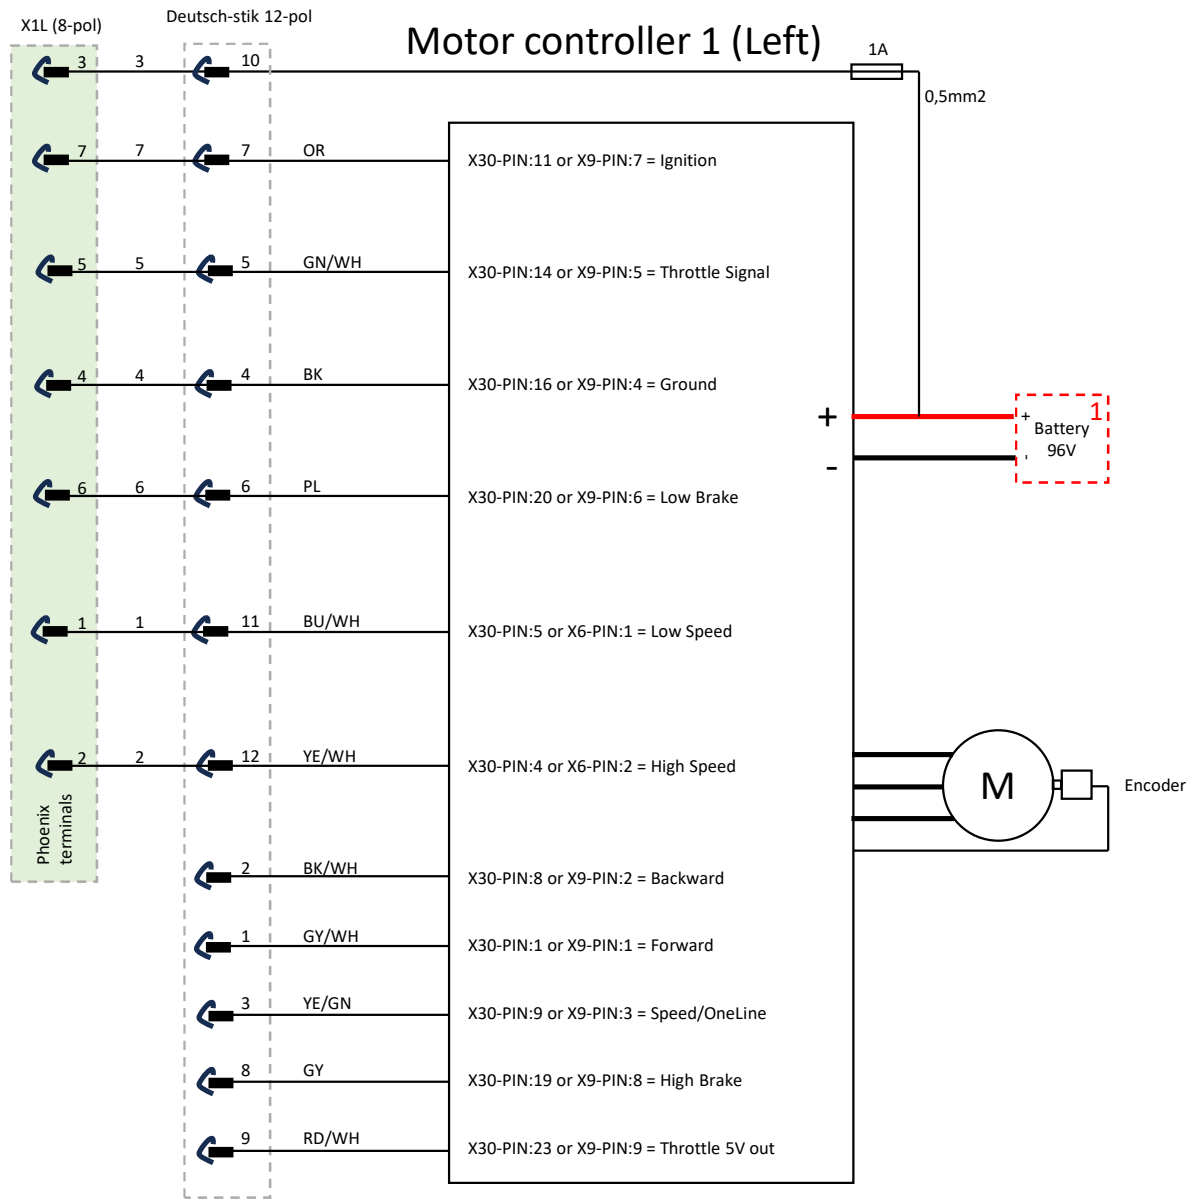 X1L (8-pol)
Deutsch-stik 12-pol
Motor controller 1 (Left)
3 3 10 1A
0,5mm2
7 7 7 OR X30-PIN:11 or X9-PIN:7 = Ignition
5 5 5 GN/WH X30-PIN:14 or X9-PIN:5 = Throttle Signal
4 4 4 BK X30-PIN:16 or X9-PIN:4 = Ground
+ + 1
Battery
96V
- -
6 6 6 PL X30-PIN:20 or X9-PIN:6 = Low Brake
1 1 11 BU/WH X30-PIN:5 or X6-PIN:1 = Low Speed
2 2 12 YE/WH X30-PIN:4 or X6-PIN:2 = High Speed
M Encoder
Phoenix
terminals
2 BK/WH X30-PIN:8 or X9-PIN:2 = Backward
1 GY/WH X30-PIN:1 or X9-PIN:1 = Forward
3 YE/GN X30-PIN:9 or X9-PIN:3 = Speed/OneLine
8 GY X30-PIN:19 or X9-PIN:8 = High Brake
9 RD/WH X30-PIN:23 or X9-PIN:9 = Throttle 5V out